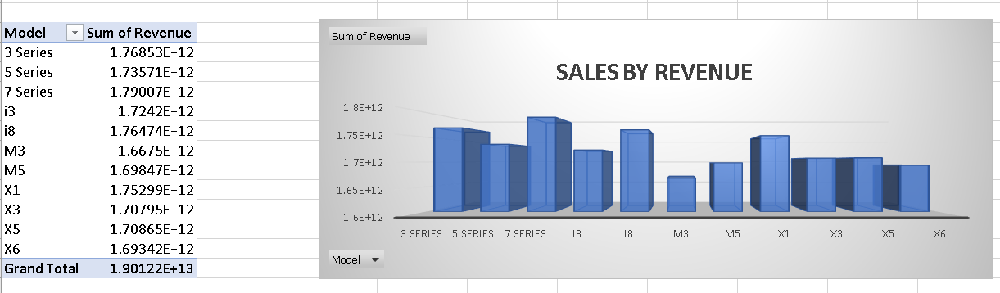 Model Sum of Revenue
3 Series 1.76853E+12
5 Series 1.73571E+12
7 Series 1.79007E+12
i3 1.7242E+12
i8 1.76474E+12
M3 1.6675E+12
M5 1.69847E+12
X1 1.75299E+12
X3 1.70795E+12
X5 1.70865E+12
X6 1.69342E+12
Grand Total 1.90122E+13
Sum of Revenue
SALES BY REVENUE
1.8E+12
1.75E+12
1.7E+12
1.65E+12
1.6E+12
3 SERIES 5 SERIES 7 SERIES I3 I8 M3 M5 X1 X3 X5 X6
Model